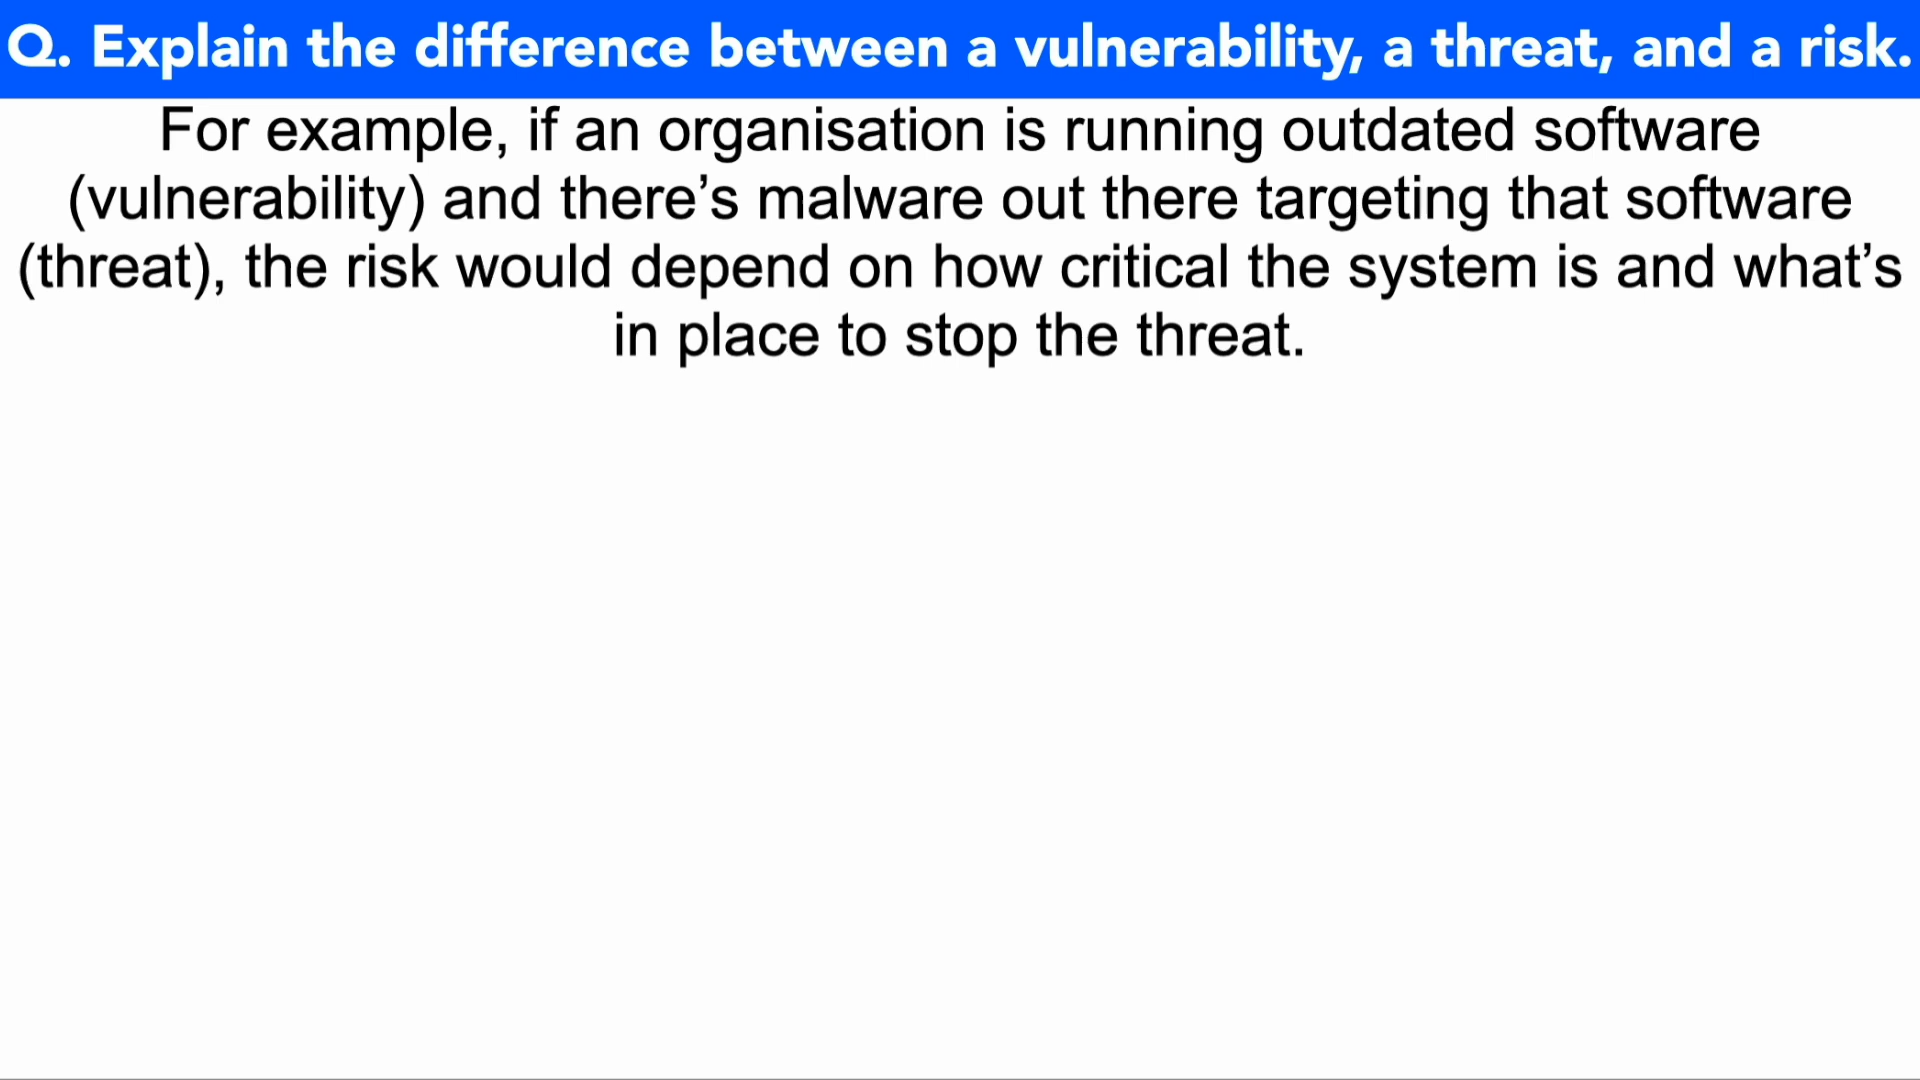 Q. Explain the difference between a vulnerability, a threat, and a risk.
For example, if an organisation is running outdated software
(vulnerability) and there’s malware out there targeting that software
(threat), the risk would depend on how critical the system is and what’s
in place to stop the threat.